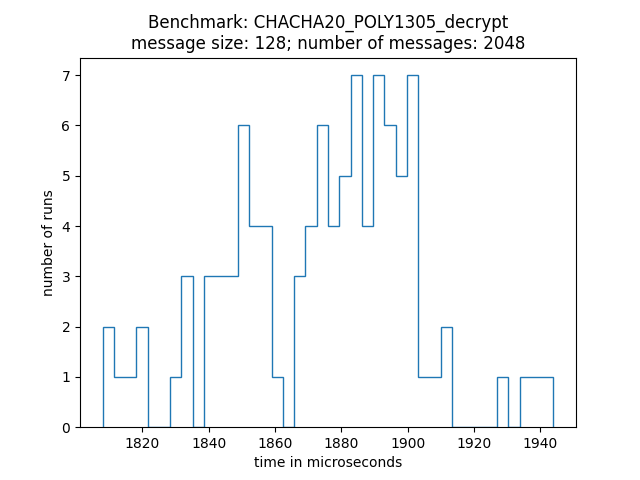 Benchmark: CHACHA20_POLY1305_decrypt
message size: 128; number of messages: 2048
7
6
5
4
3
2
1
0
number of runs
1820 1840 1860 1880 1900 1920 1940
time in microseconds